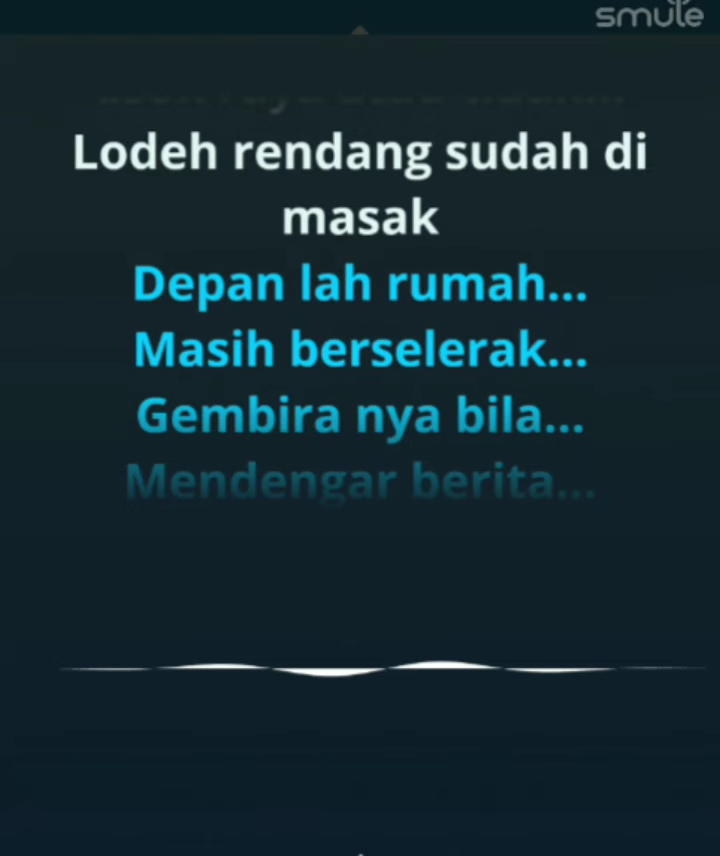 smule
Lodeh rendang sudah di
masak
Depan lah rumah...
Masih berselerak...
Gembira nya bila...
Mendengar berita...